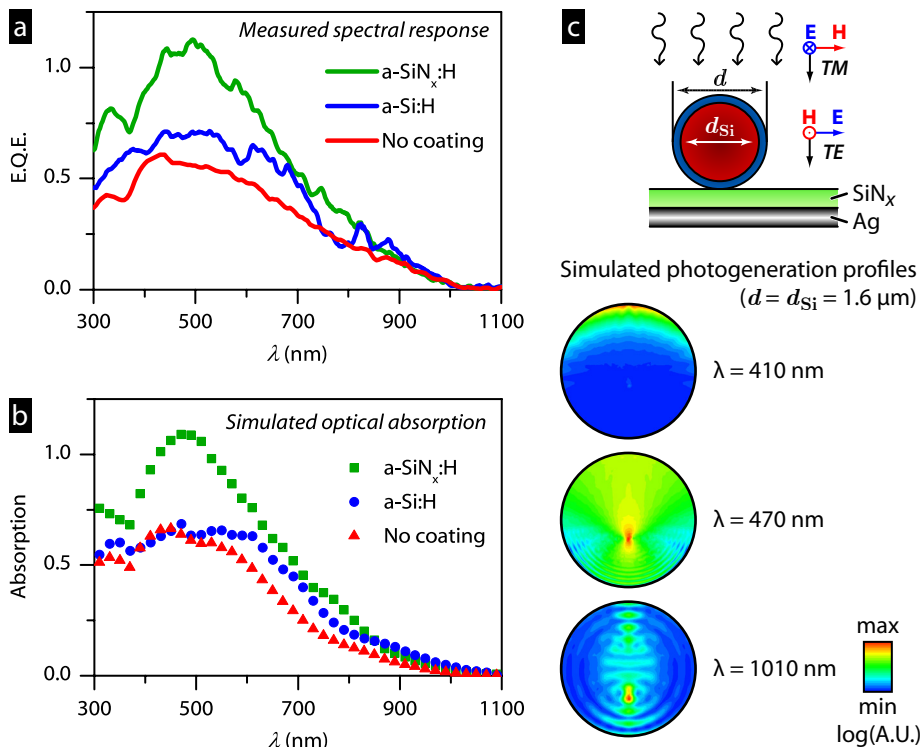 a
Measured spectral response
a-SiNx:H
a-Si:H
No coating
E.Q.E.
1.0
0.5
0.0
300 500 700 900 1100
λ (nm)
b
Simulated optical absorption
a-SiNx:H
a-Si:H
No coating
Absorption
1.0
0.5
0.0
300 500 700 900 1100
λ (nm)
c
E H
TM
d
dSi
H E
TE
SiNx
Ag
Simulated photogeneration profiles
(d = dSi = 1.6 μm)
λ = 410 nm
λ = 470 nm
λ = 1010 nm
max
min
log(A.U.)